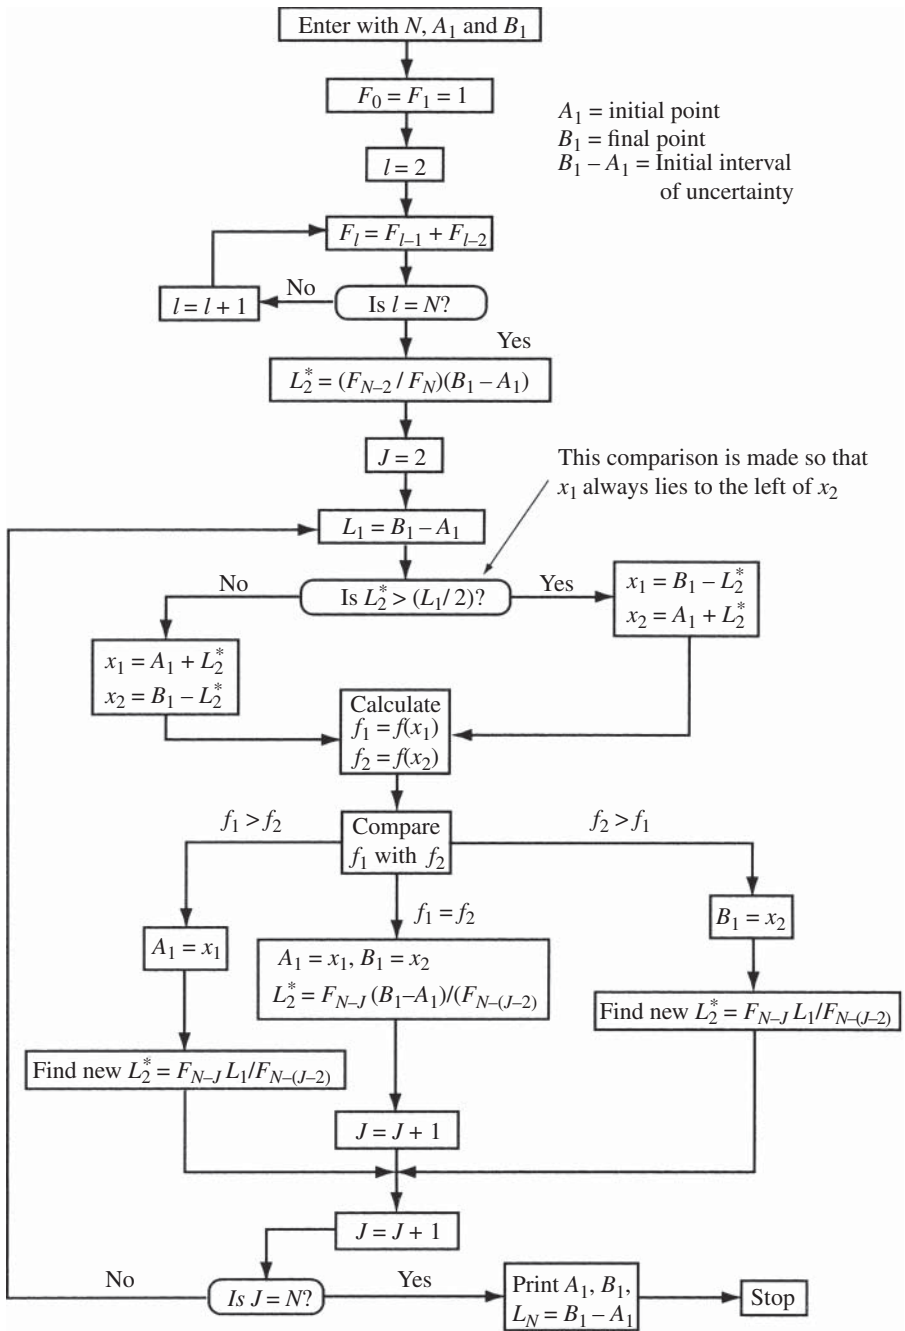 Enter with N, A₁ and B₁
F₀ = F₁ = 1
A₁ = initial point
B₁ = final point
B₁ – A₁ = Initial interval
of uncertainty
l = 2
Fₗ = Fₗ₋₁ + Fₗ₋₂
No
l = l + 1
Is l = N?
Yes
L₂* = (F_{N–2} / F_N)(B₁ – A₁)
J = 2
This comparison is made so that
x₁ always lies to the left of x₂
L₁ = B₁ – A₁
No
Is L₂* > (L₁/ 2)?
Yes
x₁ = B₁ – L₂*
x₂ = A₁ + L₂*
x₁ = A₁ + L₂*
x₂ = B₁ – L₂*
Calculate
f₁ = f(x₁)
f₂ = f(x₂)
f₁ > f₂
Compare
f₁ with f₂
f₂ > f₁
f₁ = f₂
A₁ = x₁
A₁ = x₁, B₁ = x₂
L₂* = F_{N–J} (B₁–A₁)/(F_{N–(J–2)}
B₁ = x₂
Find new L₂* = F_{N–J} L₁/F_{N–(J–2)}
Find new L₂* = F_{N–J} L₁/F_{N–(J–2)}
J = J + 1
J = J + 1
No
Is J = N?
Yes
Print A₁, B₁,
L_N = B₁ – A₁
Stop